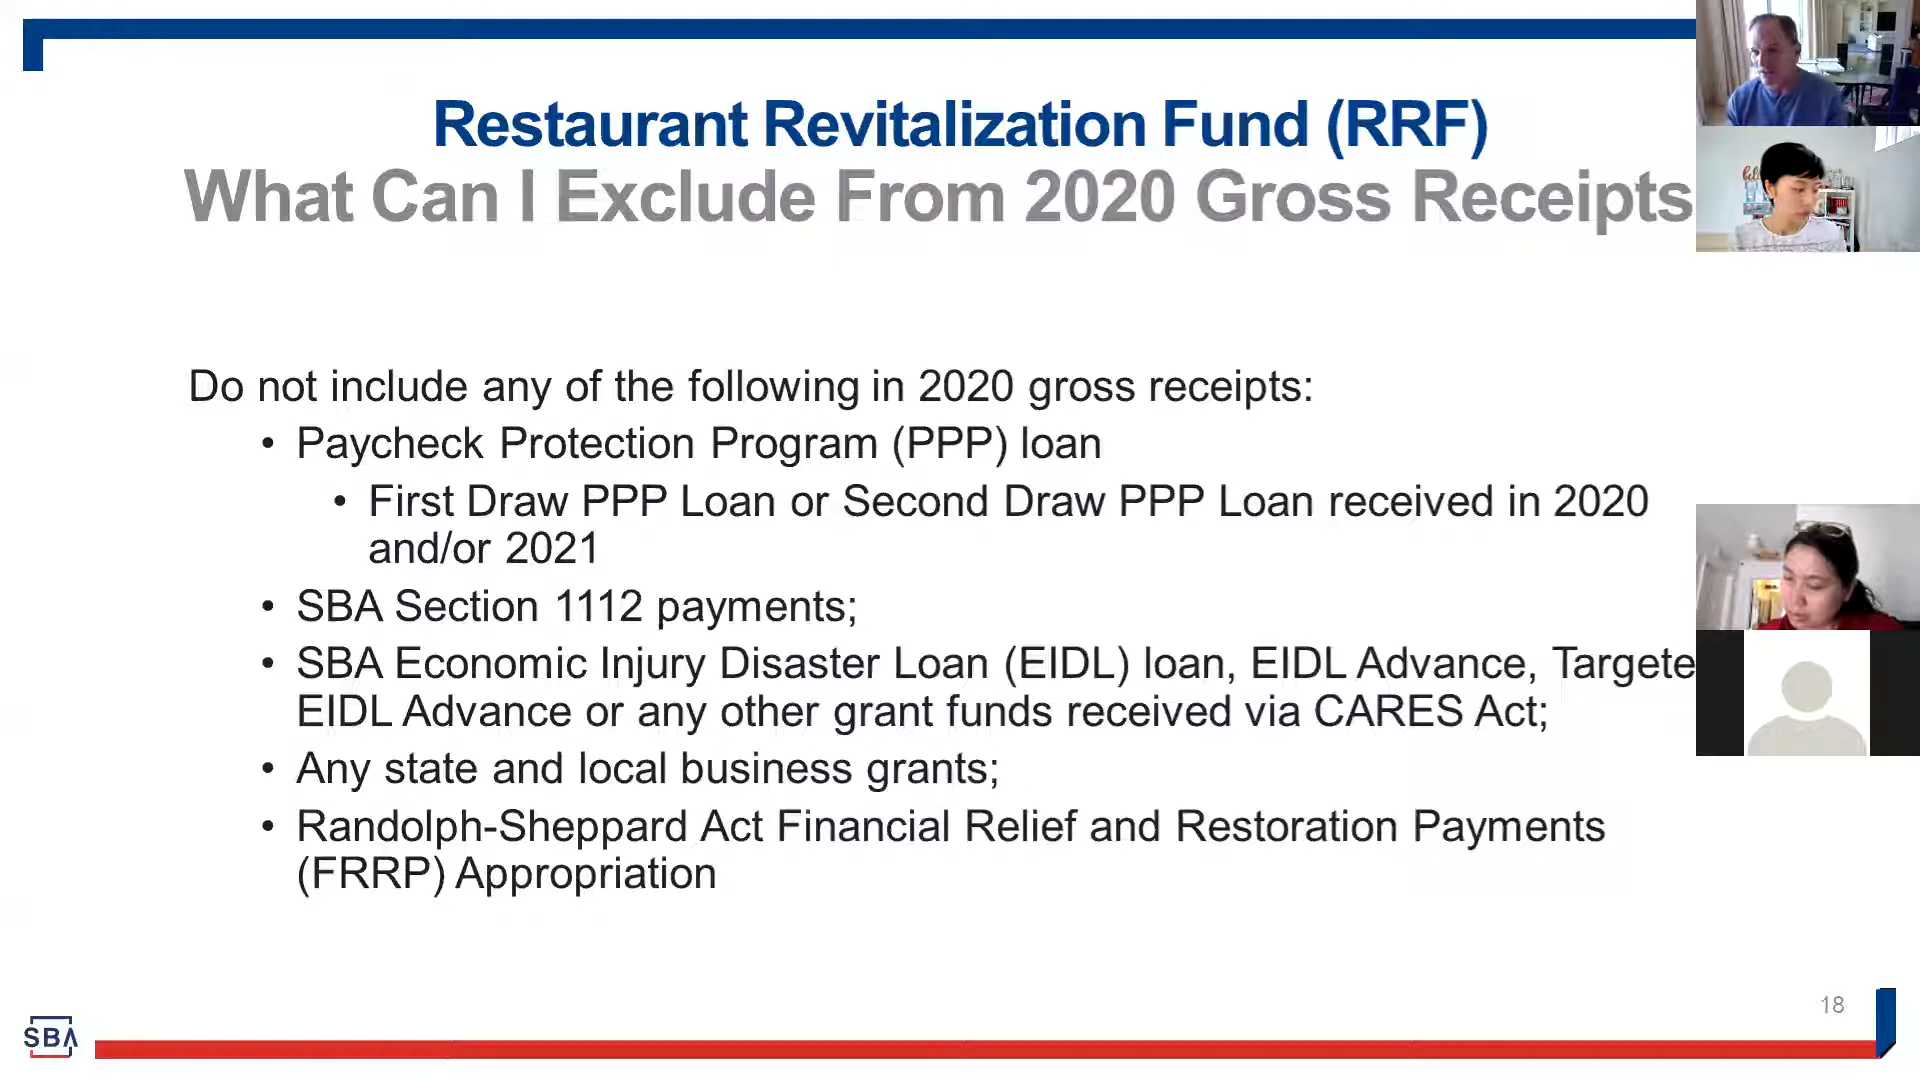 Restaurant Revitalization Fund (RRF)
What Can I Exclude From 2020 Gross Receipts
Do not include any of the following in 2020 gross receipts:
• Paycheck Protection Program (PPP) loan
• First Draw PPP Loan or Second Draw PPP Loan received in 2020
and/or 2021
• SBA Section 1112 payments;
• SBA Economic Injury Disaster Loan (EIDL) loan, EIDL Advance, Targete
EIDL Advance or any other grant funds received via CARES Act;
• Any state and local business grants;
• Randolph-Sheppard Act Financial Relief and Restoration Payments
(FRRP) Appropriation
18
SBA